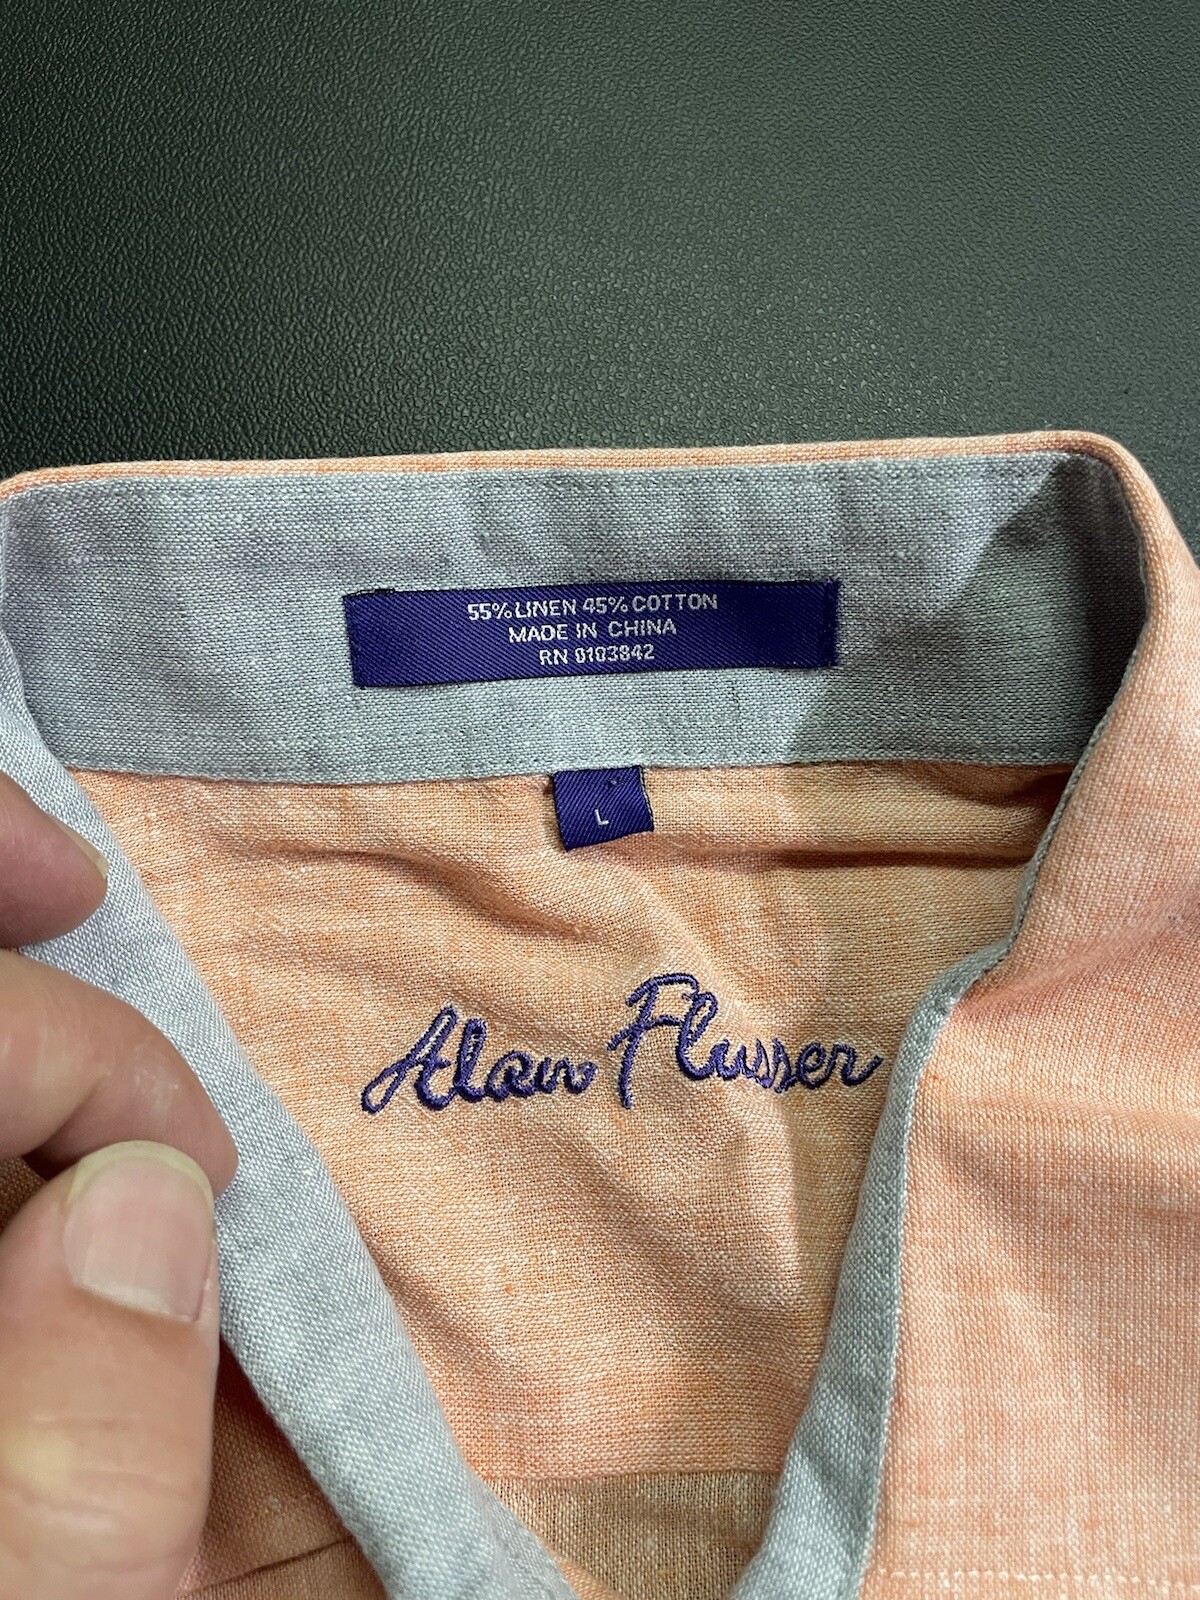 55% LINEN 45% COTTON
MADE IN CHINA
RN 0103842
L
Alan Flusser